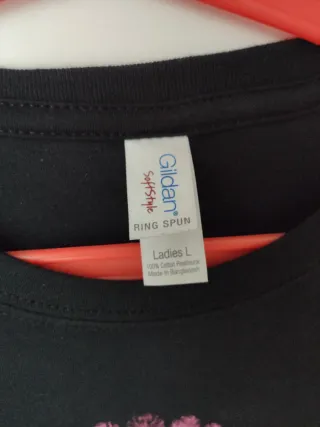 Gildan®
SoftStyle
RING SPUN
Ladies L
100% Cotton Preshrunk
Made in Bangladesh